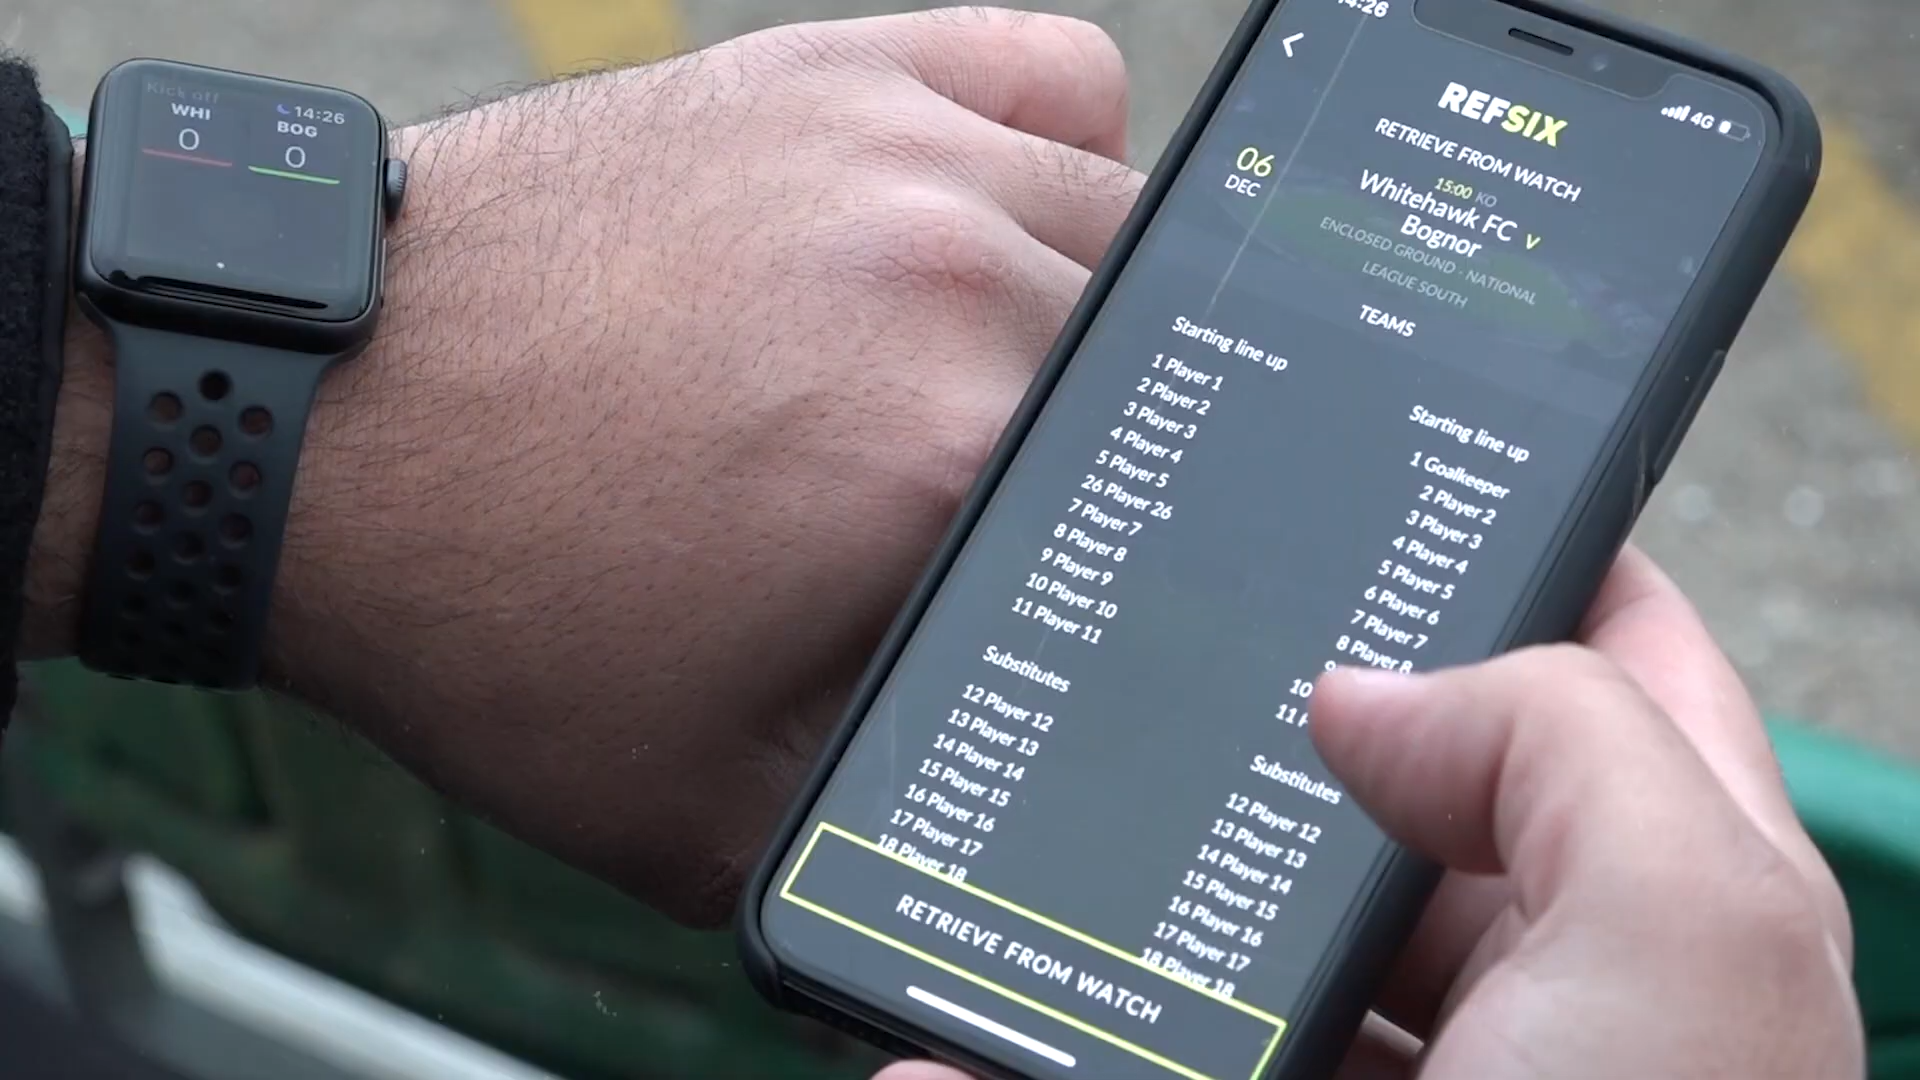 Kick off
14:26
WHI
BOG
0
0
14:26
4G
REFSIX
RETRIEVE FROM WATCH
06
DEC
15:00 KO
Whitehawk FC v
Bognor
ENCLOSED GROUND - NATIONAL
LEAGUE SOUTH
TEAMS
Starting line up
1 Player 1
2 Player 2
3 Player 3
4 Player 4
5 Player 5
26 Player 26
7 Player 7
8 Player 8
9 Player 9
10 Player 10
11 Player 11
Substitutes
12 Player 12
13 Player 13
14 Player 14
15 Player 15
16 Player 16
17 Player 17
18 Player 18
Starting line up
1 Goalkeeper
2 Player 2
3 Player 3
4 Player 4
5 Player 5
6 Player 6
7 Player 7
8 Player 8
10
11
Substitutes
12 Player 12
13 Player 13
14 Player 14
15 Player 15
16 Player 16
17 Player 17
18 Player 18
RETRIEVE FROM WATCH